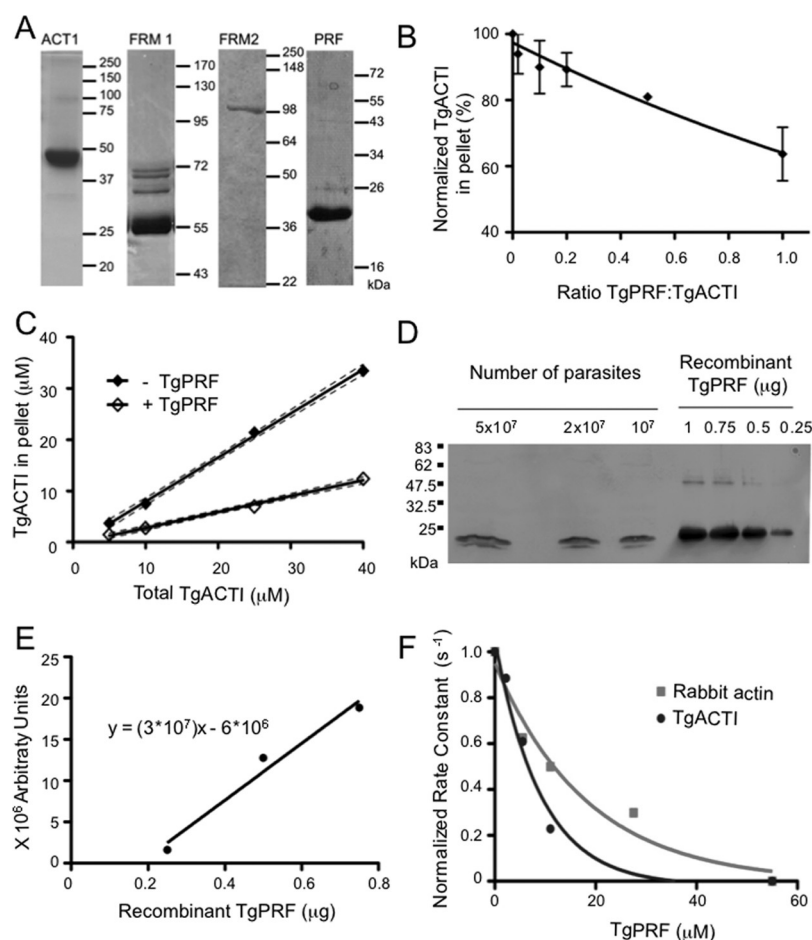 A
ACT1
FRM 1
FRM2
PRF
250
150
100
75
50
37
25
20
170
130
95
72
55
43
250
148
98
64
50
36
22
72
55
43
34
26
16
kDa
B
Normalized TgACTI
in pellet (%)
100
80
60
40
0 0.2 0.4 0.6 0.8 1.0
Ratio TgPRF:TgACTI
C
TgACTI in pellet (μM)
40
30
20
10
0
- TgPRF
+ TgPRF
0 10 20 30 40
Total TgACTI (μM)
D
Number of parasites
Recombinant
TgPRF (μg)
5x10⁷ 2x10⁷ 10⁷ 1 0.75 0.5 0.25
83
62
47.5
32.5
25
kDa
E
X 10⁶ Arbitraty Units
25
20
15
10
5
0
y = (3*10⁷)x - 6*10⁶
0 0.2 0.4 0.6 0.8
Recombinant TgPRF (μg)
F
Normalized Rate Constant (s⁻¹)
1.0
0.8
0.6
0.4
0.2
0
Rabbit actin
TgACTI
0 20 40 60
TgPRF (μM)